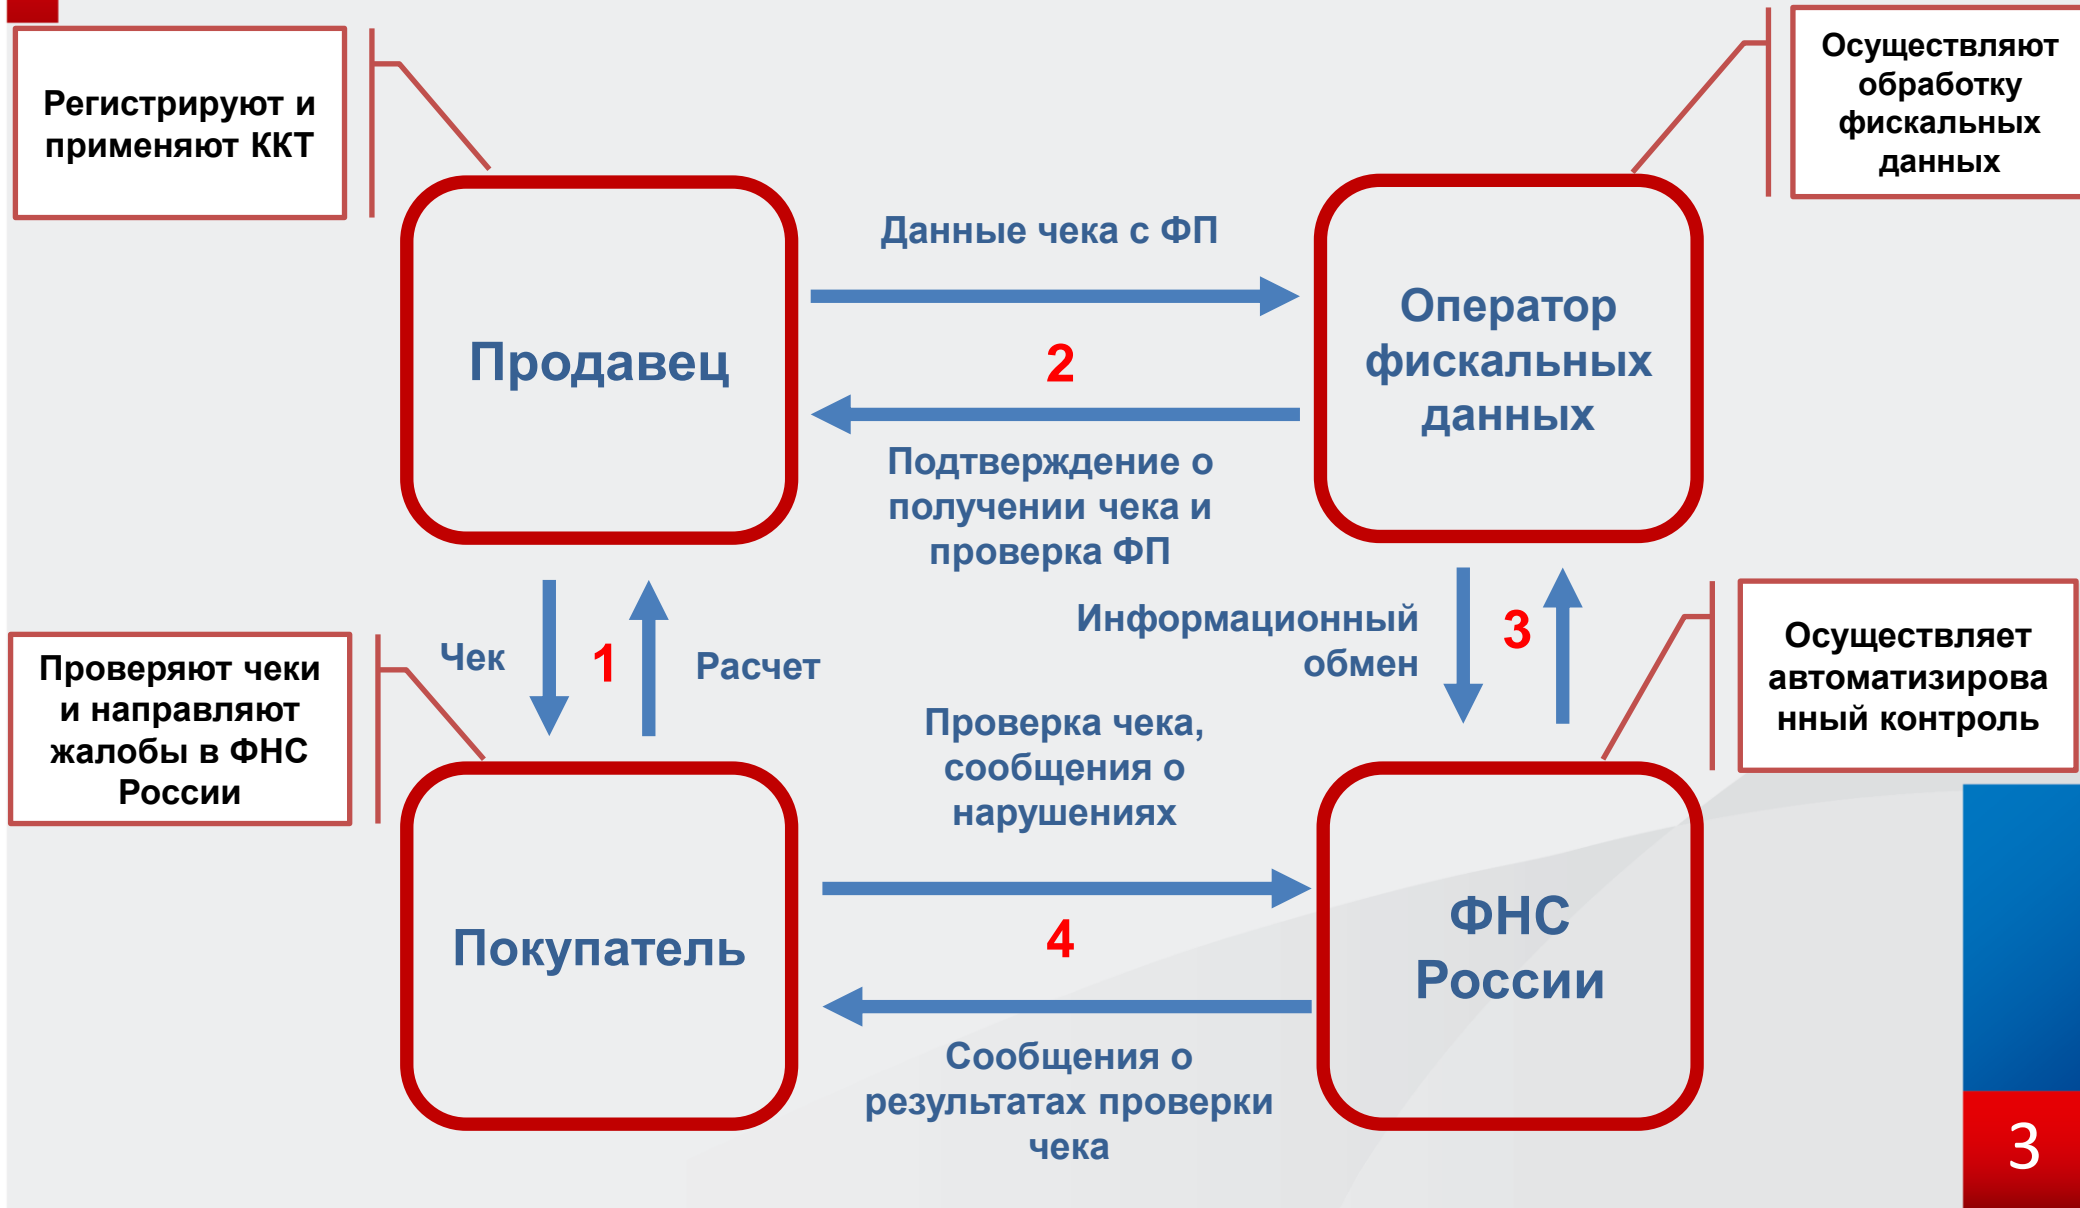 Регистрируют и
применяют ККТ
Осуществляют
обработку
фискальных
данных
Данные чека с ФП
Продавец
2
Оператор
фискальных
данных
Подтверждение о
получении чека и
проверка ФП
Чек
1
Расчет
Информационный
обмен
3
Проверяют чеки
и направляют
жалобы в ФНС
России
Осуществляет
автоматизирова
нный контроль
Проверка чека,
сообщения о
нарушениях
Покупатель
4
ФНС
России
Сообщения о
результатах проверки
чека
3